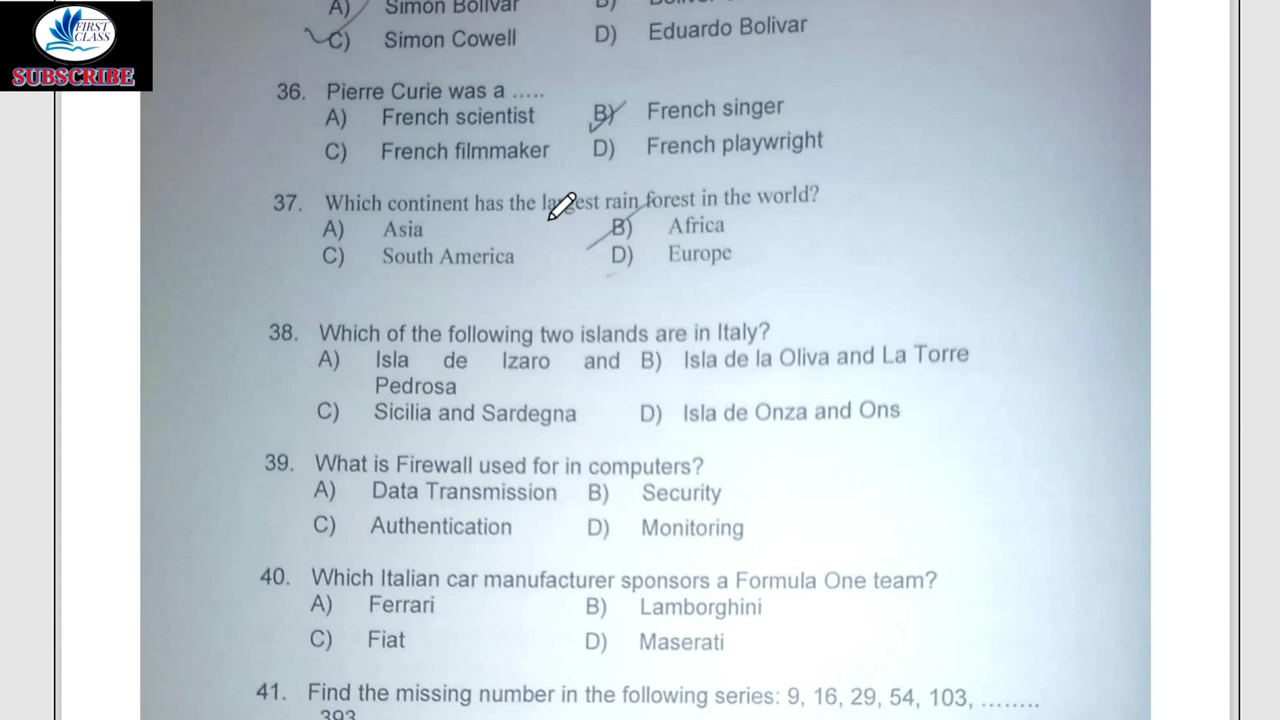 FIRST
CLASS
SUBSCRIBE
A) Simon Bolivar
C) Simon Cowell D) Eduardo Bolivar
36. Pierre Curie was a .....
A) French scientist B) French singer
C) French filmmaker D) French playwright
37. Which continent has the largest rain forest in the world?
A) Asia B) Africa
C) South America D) Europe
38. Which of the following two islands are in Italy?
A) Isla de Izaro and B) Isla de la Oliva and La Torre
Pedrosa
C) Sicilia and Sardegna D) Isla de Onza and Ons
39. What is Firewall used for in computers?
A) Data Transmission B) Security
C) Authentication D) Monitoring
40. Which Italian car manufacturer sponsors a Formula One team?
A) Ferrari B) Lamborghini
C) Fiat D) Maserati
41. Find the missing number in the following series: 9, 16, 29, 54, 103, ........
393